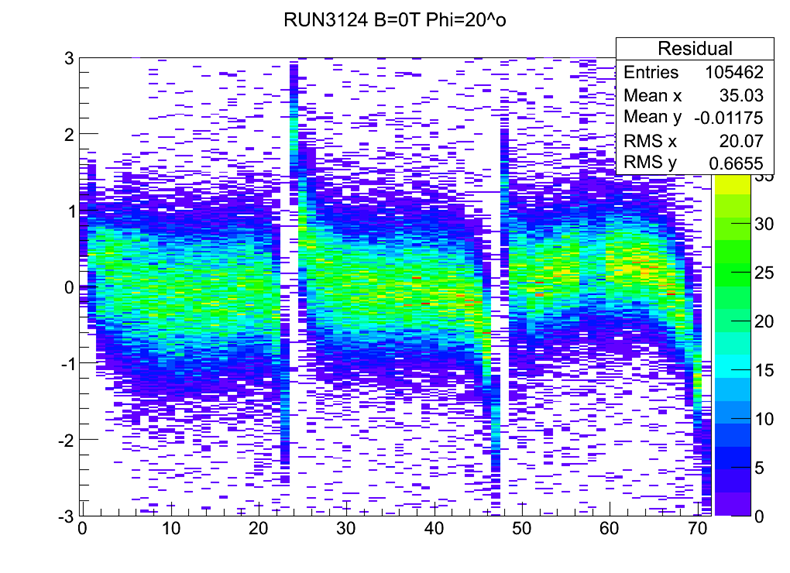 RUN3124 B=0T Phi=20^o
Residual
Entries 105462
Mean x 35.03
Mean y -0.01175
RMS x 20.07
RMS y 0.6655
3
2
1
0
-1
-2
-3
0 10 20 30 40 50 60 70
35
30
25
20
15
10
5
0